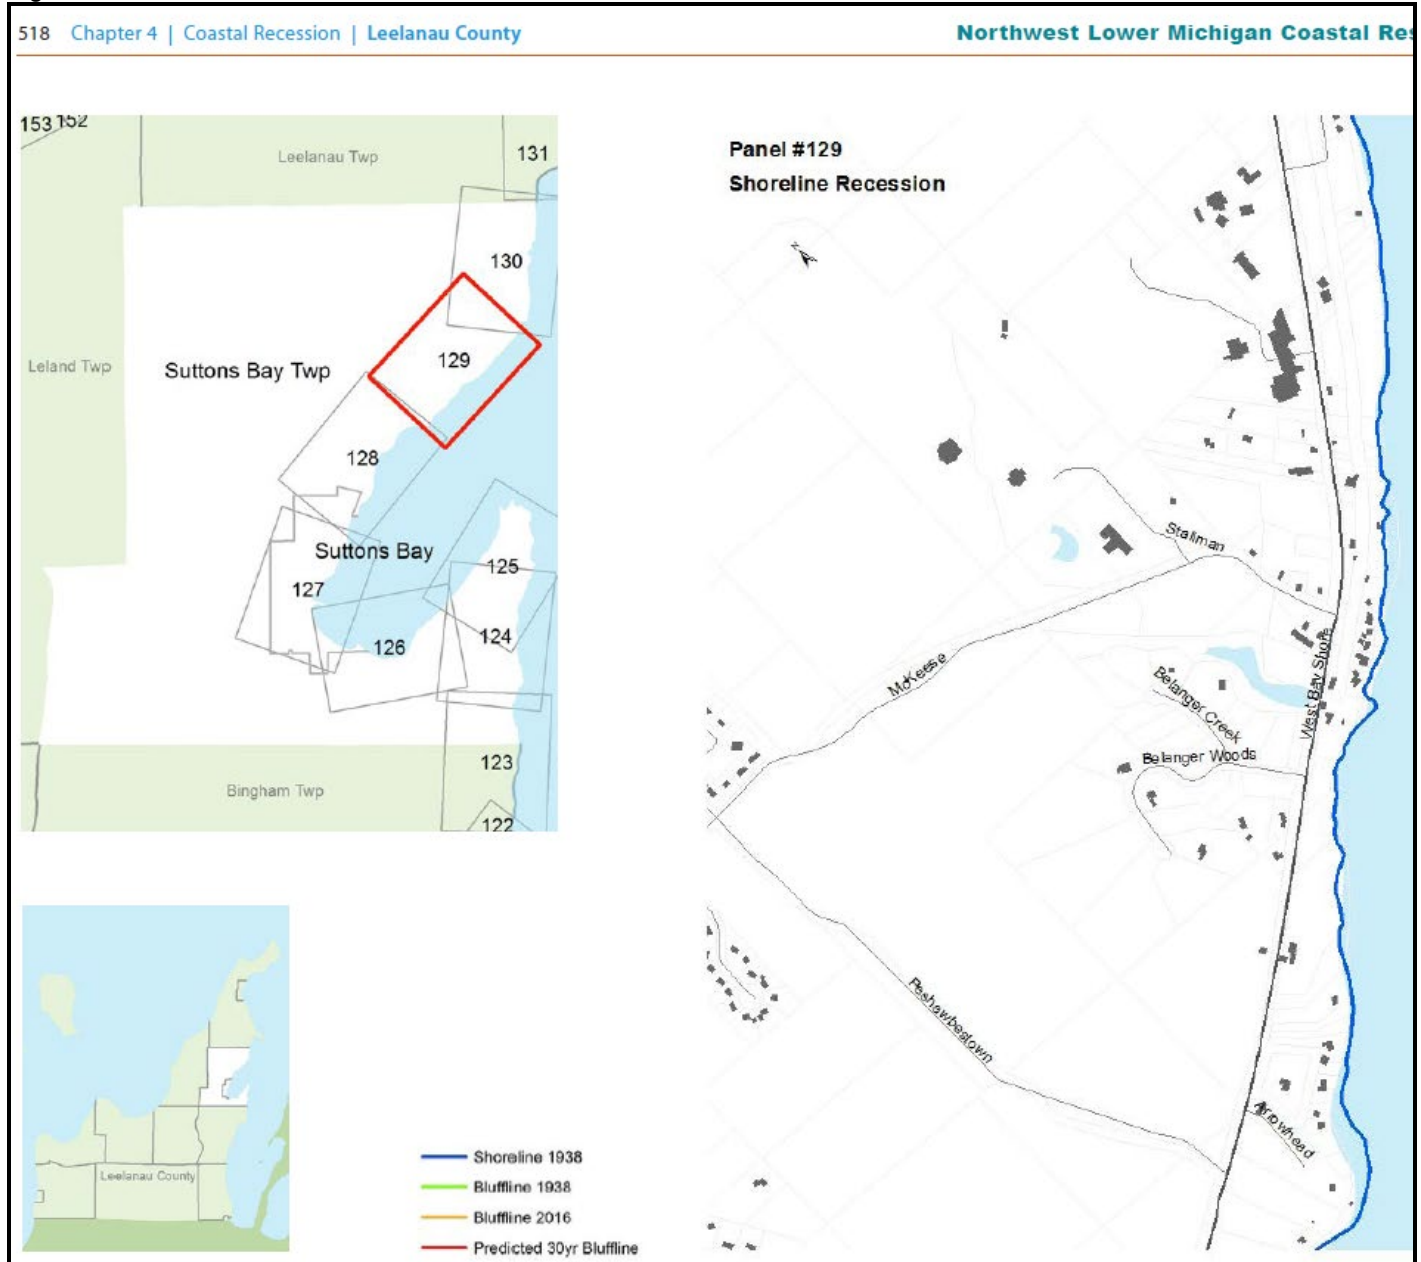 518 Chapter 4 | Coastal Recession | Leelanau County
Northwest Lower Michigan Coastal Res
153 152
Leelanau Twp
131
130
129
Leland Twp
Suttons Bay Twp
128
Suttons Bay
125
127
124
126
123
Bingham Twp
122
Leelanau County
Shoreline 1938
Bluffline 1938
Bluffline 2016
Predicted 30yr Bluffline
Panel #129
Shoreline Recession
N
Stallman
McKeese
West Bay Shore
Belanger Creek
Belanger Woods
Peshawbestown
Arrowhead